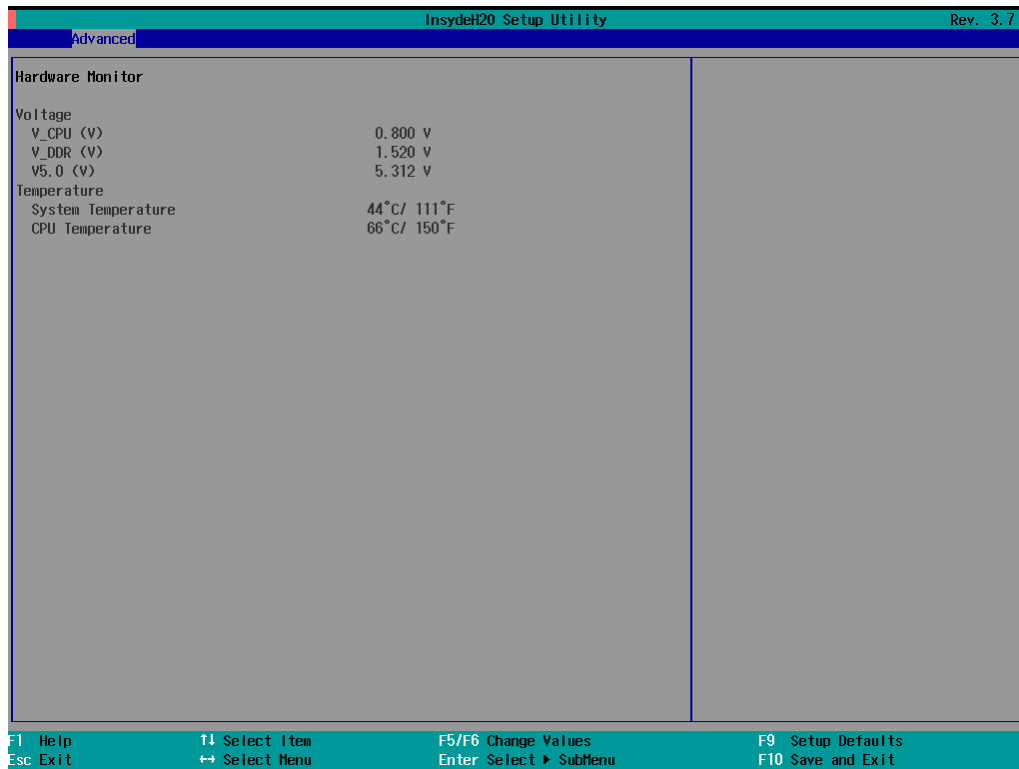 InsydeH20 Setup Utility Rev. 3.7
Advanced
Hardware Monitor
Voltage
V_CPU (V) 0.800 V
V_DDR (V) 1.520 V
V5.0 (V) 5.312 V
Temperature
System Temperature 44°C/ 111°F
CPU Temperature 66°C/ 150°F
F1 Help ↑↓ Select Item F5/F6 Change Values F9 Setup Defaults
Esc Exit ↔ Select Menu Enter Select ▶ SubMenu F10 Save and Exit